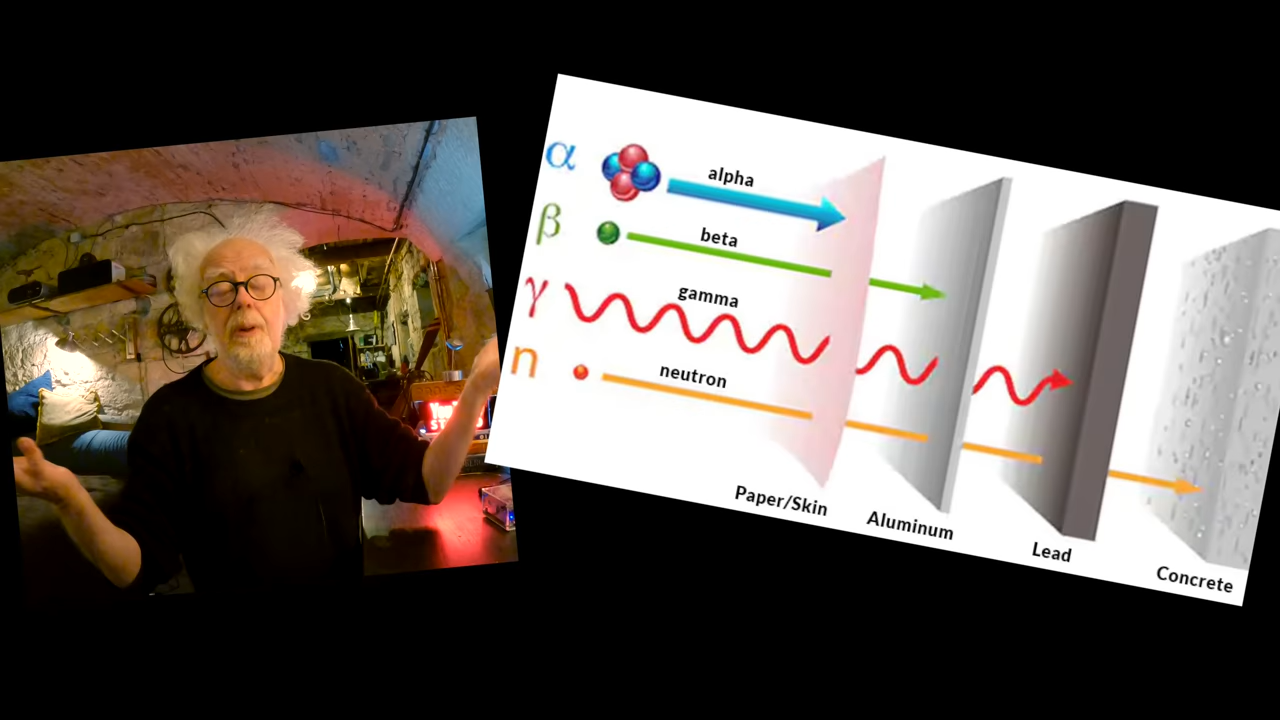 α alpha
β beta
γ gamma
n neutron
Paper/Skin
Aluminum
Lead
Concrete